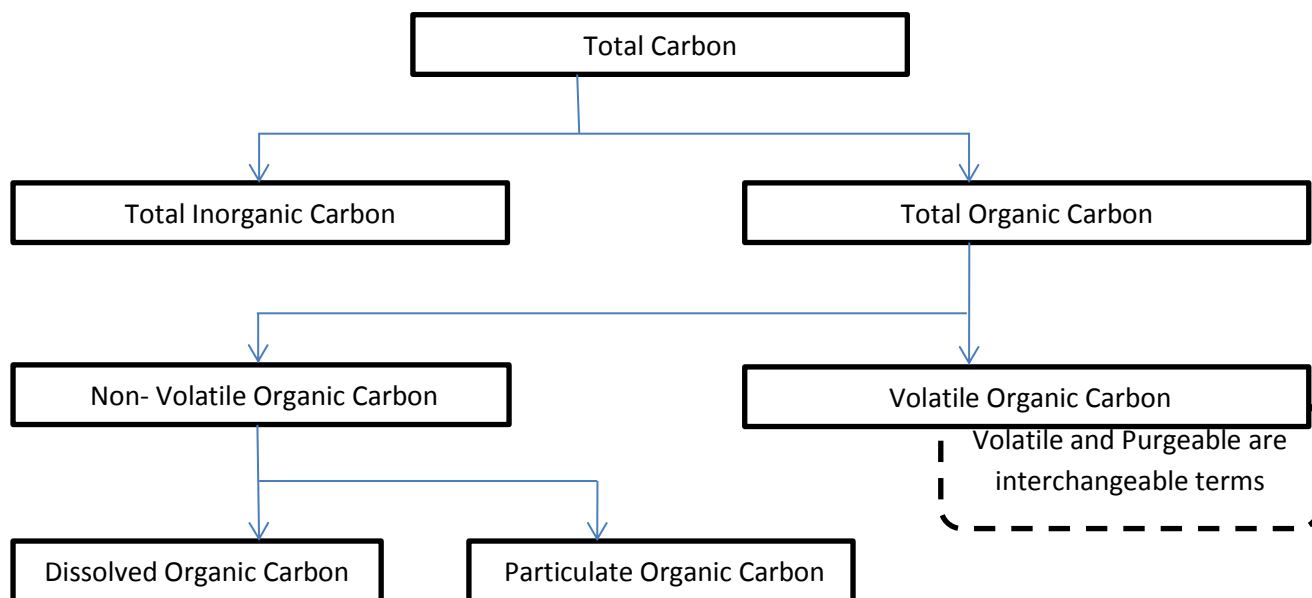 Total Carbon
Total Inorganic Carbon
Total Organic Carbon
Non- Volatile Organic Carbon
Volatile Organic Carbon
Volatile and Purgeable are
interchangeable terms
Dissolved Organic Carbon
Particulate Organic Carbon